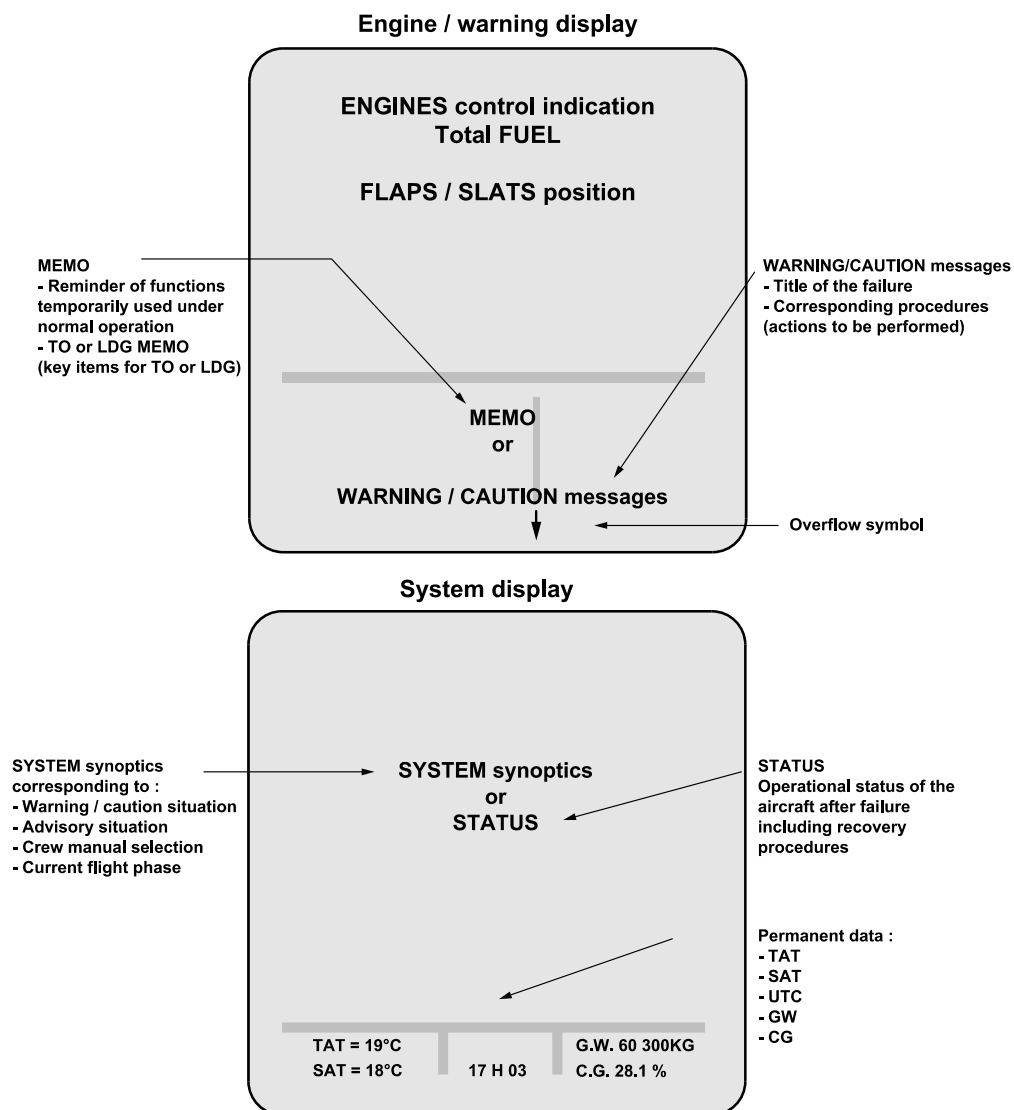 Engine / warning display
ENGINES control indication
Total FUEL
FLAPS / SLATS position
MEMO
- Reminder of functions
temporarily used under
normal operation
- TO or LDG MEMO
(key items for TO or LDG)
WARNING/CAUTION messages
- Title of the failure
- Corresponding procedures
(actions to be performed)
MEMO
or
WARNING / CAUTION messages
Overflow symbol
System display
SYSTEM synoptics
corresponding to :
- Warning / caution situation
- Advisory situation
- Crew manual selection
- Current flight phase
SYSTEM synoptics
or
STATUS
STATUS
Operational status of the
aircraft after failure
including recovery
procedures
Permanent data :
- TAT
- SAT
- UTC
- GW
- CG
TAT = 19°C
SAT = 18°C
17 H 03
G.W. 60 300KG
C.G. 28.1 %